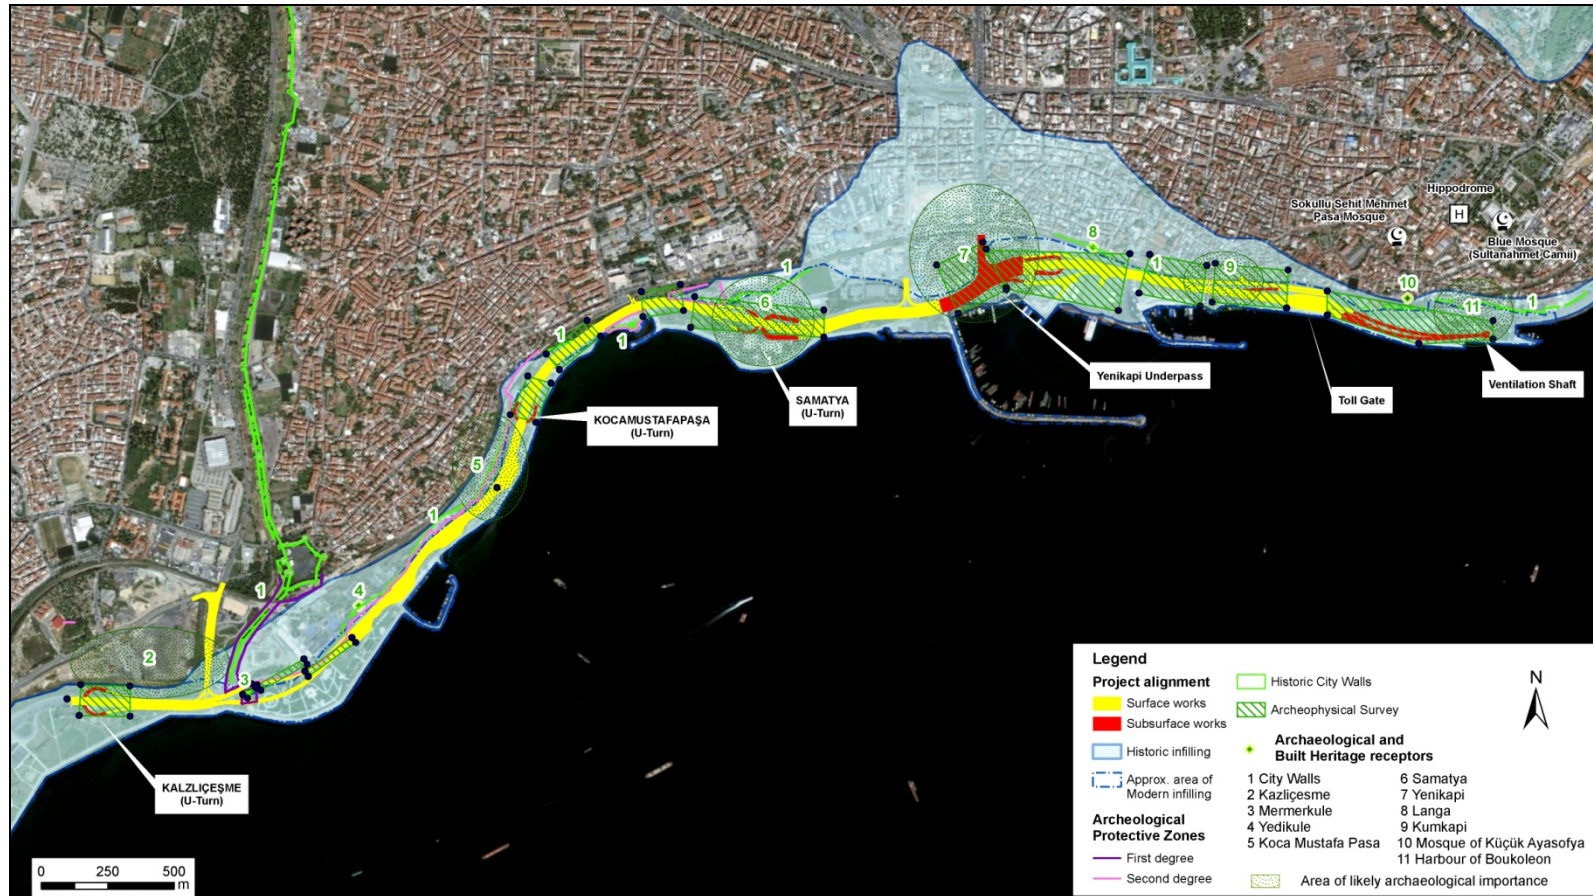 Hippodrome
H
Sokullu Sehit Mehmet
Pasa Mosque
Blue Mosque
(Sultanahmet Camii)
8
1
9
7
10
11
1
1
6
1
1
5
1
1
4
2
3
Yenikapi Underpass
Ventilation Shaft
Toll Gate
SAMATYA
(U-Turn)
KOCAMUSTAFAPAŞA
(U-Turn)
KALZLIÇEŞME
(U-Turn)
0 250 500
m
Legend
Project alignment
Surface works
Subsurface works
Historic infilling
Approx. area of
Modern infilling
Archeological
Protective Zones
First degree
Second degree
Historic City Walls
Archeophysical Survey
Archaeological and
Built Heritage receptors
1 City Walls
2 Kazliçesme
3 Mermerkule
4 Yedikule
5 Koca Mustafa Pasa
6 Samatya
7 Yenikapi
8 Langa
9 Kumkapi
10 Mosque of Küçük Ayasofya
11 Harbour of Boukoleon
Area of likely archaeological importance
N